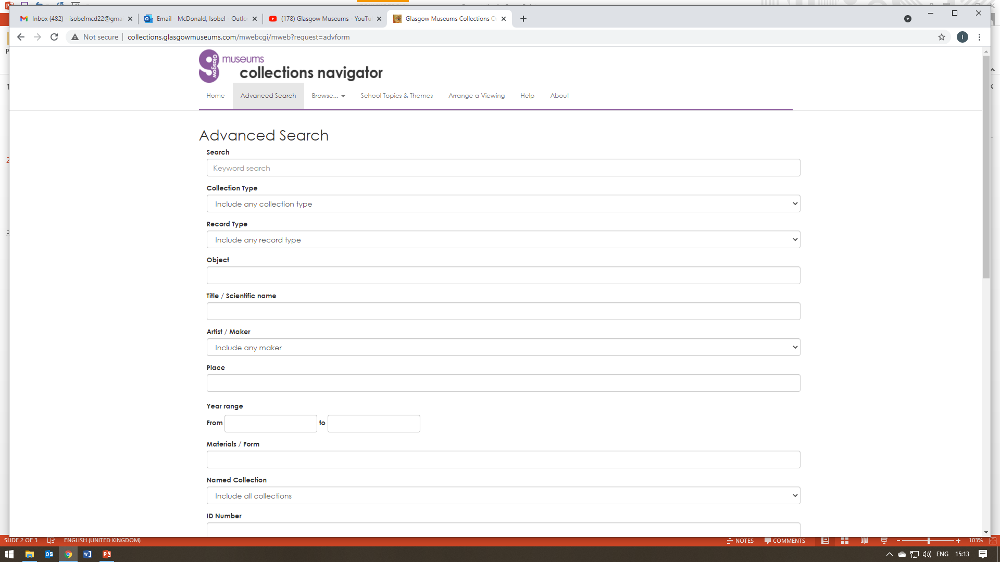 Inbox (482) - isobelmcd22@gma
Email - McDonald, Isobel - Outlo
(178) Glasgow Museums - YouTu
Glasgow Museums Collections O
Not secure
collections.glasgowmuseums.com/mwebcgi/mweb?request=advform
Glasgow
museums
collections navigator
Home
Advanced Search
Browse...
School Topics & Themes
Arrange a Viewing
Help
About
Advanced Search
Search
Keyword search
Collection Type
Include any collection type
Record Type
Include any record type
Object
Title / Scientific name
Artist / Maker
Include any maker
Place
Year range
From to
Materials / Form
Named Collection
Include all collections
ID Number
SLIDE 2 OF 3
ENGLISH (UNITED KINGDOM)
NOTES
COMMENTS
103%
ENG
15:13